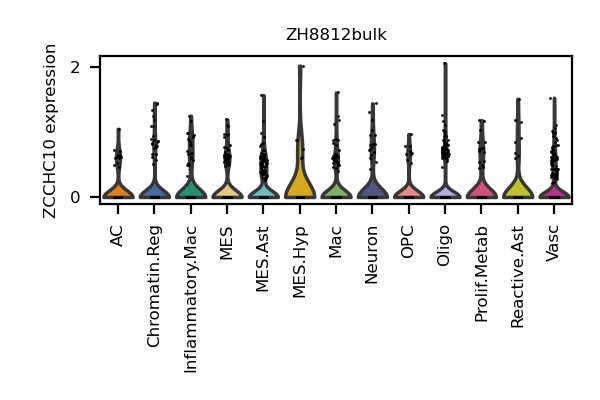 ZH8812bulk
ZCCHC10 expression
2
0
AC
Chromatin.Reg
Inflammatory.Mac
MES
MES.Ast
MES.Hyp
Mac
Neuron
OPC
Oligo
Prolif.Metab
Reactive.Ast
Vasc